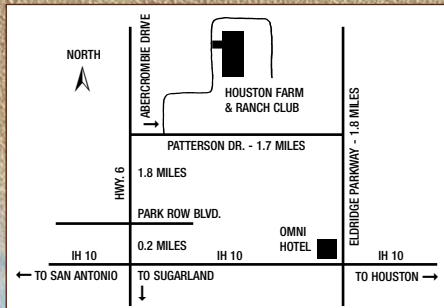 NORTH
ABERCROMBIE DRIVE
HOUSTON FARM
& RANCH CLUB
PATTERSON DR. - 1.7 MILES
ELDRIDGE PARKWAY - 1.8 MILES
HWY. 6
1.8 MILES
PARK ROW BLVD.
0.2 MILES
OMNI
HOTEL
IH 10
IH 10
IH 10
TO SAN ANTONIO
TO SUGARLAND
TO HOUSTON